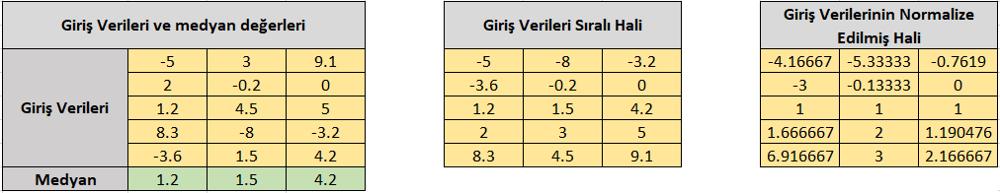 Giriş Verileri ve medyan değerleri
Giriş Verileri
-5 3 9.1
2 -0.2 0
1.2 4.5 5
8.3 -8 -3.2
-3.6 1.5 4.2
Medyan 1.2 1.5 4.2
Giriş Verileri Sıralı Hali
-5 -8 -3.2
-3.6 -0.2 0
1.2 1.5 4.2
2 3 5
8.3 4.5 9.1
Giriş Verilerinin Normalize
Edilmiş Hali
-4.16667 -5.33333 -0.7619
-3 -0.13333 0
1 1 1
1.666667 2 1.190476
6.916667 3 2.166667